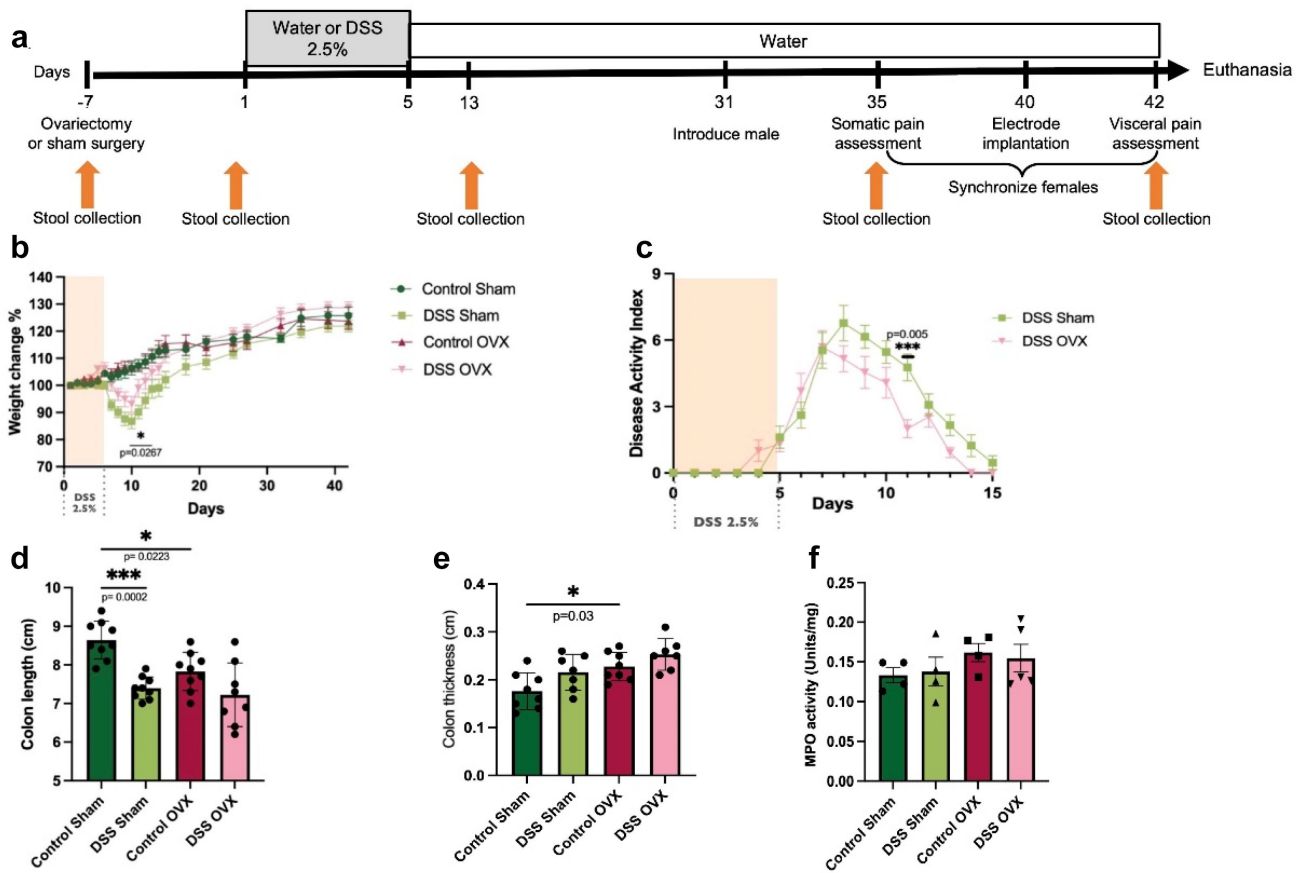 a
Water or DSS
2.5%
Water
Days
Euthanasia
-7
1
5
13
31
35
40
42
Ovariectomy
or sham surgery
Introduce male
Somatic pain
assessment
Electrode
implantation
Visceral pain
assessment
Synchronize females
Stool collection
Stool collection
Stool collection
Stool collection
Stool collection
b
Weight change %
140
130
120
110
100
90
80
70
*
p=0.0267
0
10
20
30
40
DSS
2.5%
Days
Control Sham
DSS Sham
Control OVX
DSS OVX
c
Disease Activity Index
9
6
3
0
p=0.005
***
0
5
10
15
Days
DSS 2.5%
DSS Sham
DSS OVX
d
*
p= 0.0223
***
p= 0.0002
Colon length (cm)
10
9
8
7
6
5
Control Sham
DSS Sham
Control OVX
DSS OVX
e
*
p=0.03
Colon thickness (cm)
0.4
0.3
0.2
0.1
0.0
Control Sham
DSS Sham
Control OVX
DSS OVX
f
MPO activity (Units/mg)
0.25
0.20
0.15
0.10
0.05
0.00
Control Sham
DSS Sham
Control OVX
DSS OVX